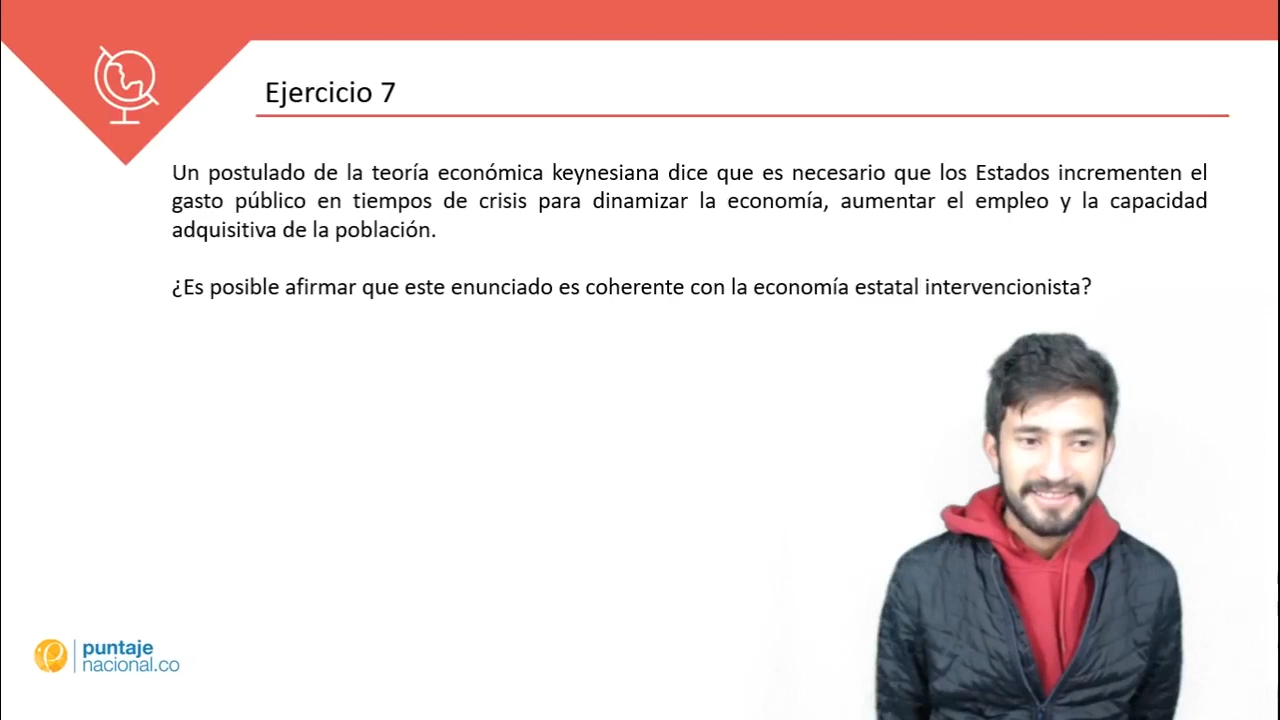 Ejercicio 7
Un postulado de la teoría económica keynesiana dice que es necesario que los Estados incrementen el
gasto público en tiempos de crisis para dinamizar la economía, aumentar el empleo y la capacidad
adquisitiva de la población.
¿Es posible afirmar que este enunciado es coherente con la economía estatal intervencionista?
puntaje
nacional.co